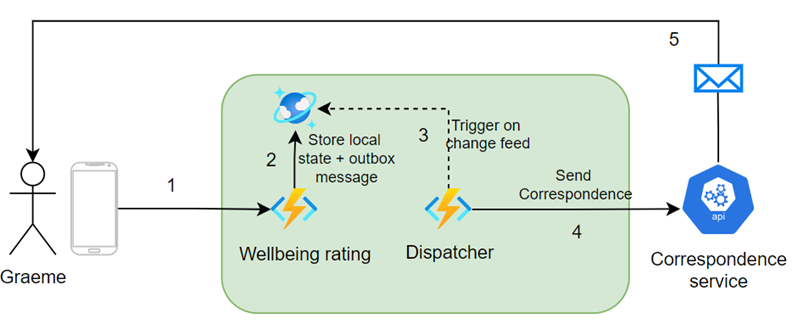 5
Store local
state + outbox
message
2
3
Trigger on
change feed
1
Send
Correspondence
4
api
Graeme
Wellbeing rating
Dispatcher
Correspondence
service